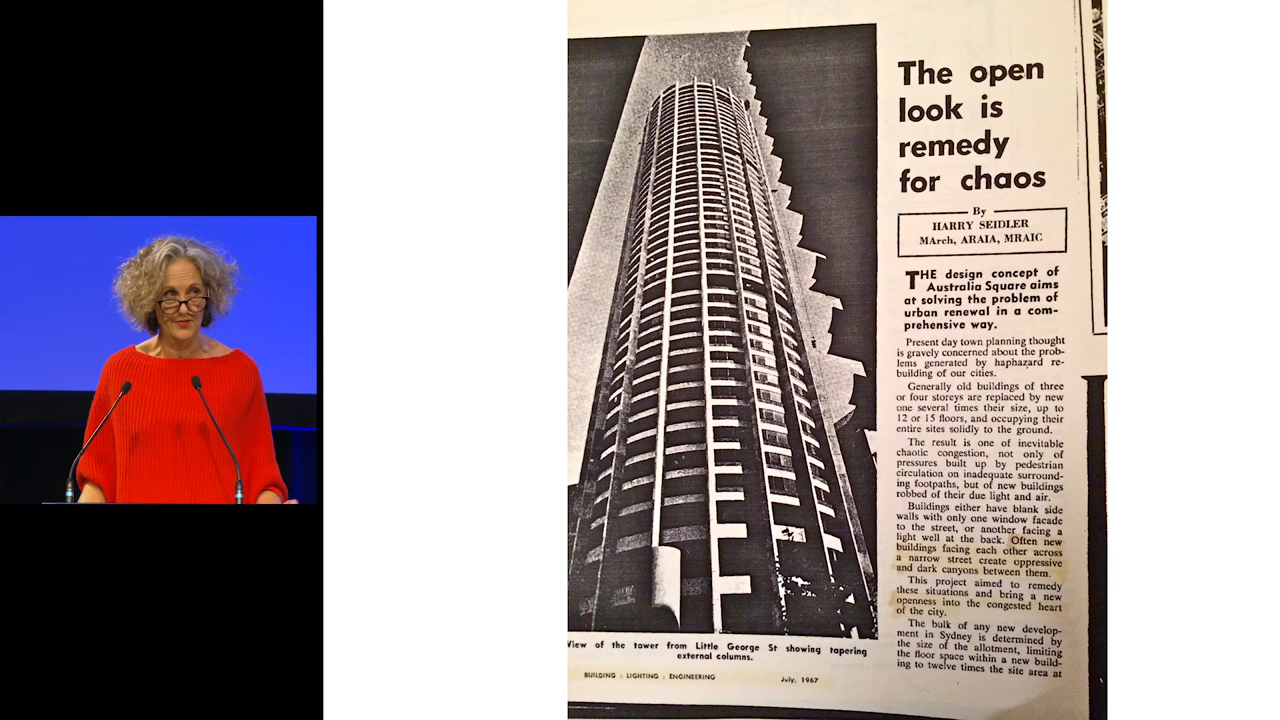 The open
look is
remedy
for chaos
By
HARRY SEIDLER
MArch, ARAIA, MRAIC
THE design concept of
Australia Square aims
at solving the problem of
urban renewal in a com-
prehensive way.
Present day town planning thought
is gravely concerned about the prob-
lems generated by haphazard re-
building of our cities.
Generally old buildings of three
or four storeys are replaced by new
one several times their size, up to
12 or 15 floors, and occupying their
entire sites solidly to the ground.
The result is one of inevitable
chaotic congestion, not only of
pressures built up by pedestrian
circulation on inadequate surround-
ing footpaths, but of new buildings
robbed of their due light and air.
Buildings either have blank side
walls with only one window facade
to the street, or another facing a
light well at the back. Often new
buildings facing each other across
a narrow street create oppressive
and dark canyons between them.
This project aimed to remedy
these situations and bring a new
openness into the congested heart
of the city.
The bulk of any new develop-
ment in Sydney is determined by
the size of the allotment, limiting
the floor space within a new build-
ing to twelve times the site area at
View of the tower from Little George St showing tapering
external columns.
BUILDING : LIGHTING : ENGINEERING
July, 1967